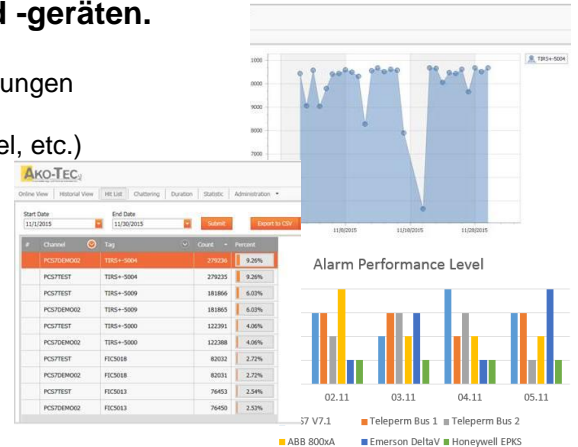 d -geräten.
ungen
el, etc.)
1000
9000
8000
7000
11/5/2015
11/10/2015
11/20/2015
TIRS+-5004
AKO-TEC
Online View Historial View Hit List Chattering Duration Statistic Administration
Start Date End Date
11/1/2015 11/30/2015 Submit Export to CSV
# Channel Tag Count Percent
PCS7DEMO02 TIRS+-5004 279236 9.26%
PCS7TEST TIRS+-5004 279235 9.26%
PCS7TEST TIRS+-5009 181866 6.03%
PCS7DEMO02 TIRS+-5009 181865 6.03%
PCS7TEST TIRS+-5000 122391 4.06%
PCS7DEMO02 TIRS+-5000 122388 4.06%
PCS7TEST FIC5018 82032 2.72%
PCS7DEMO02 FIC5018 82031 2.72%
PCS7TEST FIC5013 76453 2.54%
PCS7DEMO02 FIC5013 76450 2.53%
Alarm Performance Level
02.11 03.11 04.11 05.11
S7 V7.1 Teleperm Bus 1 Teleperm Bus 2
ABB 800xA Emerson DeltaV Honeywell EPKS